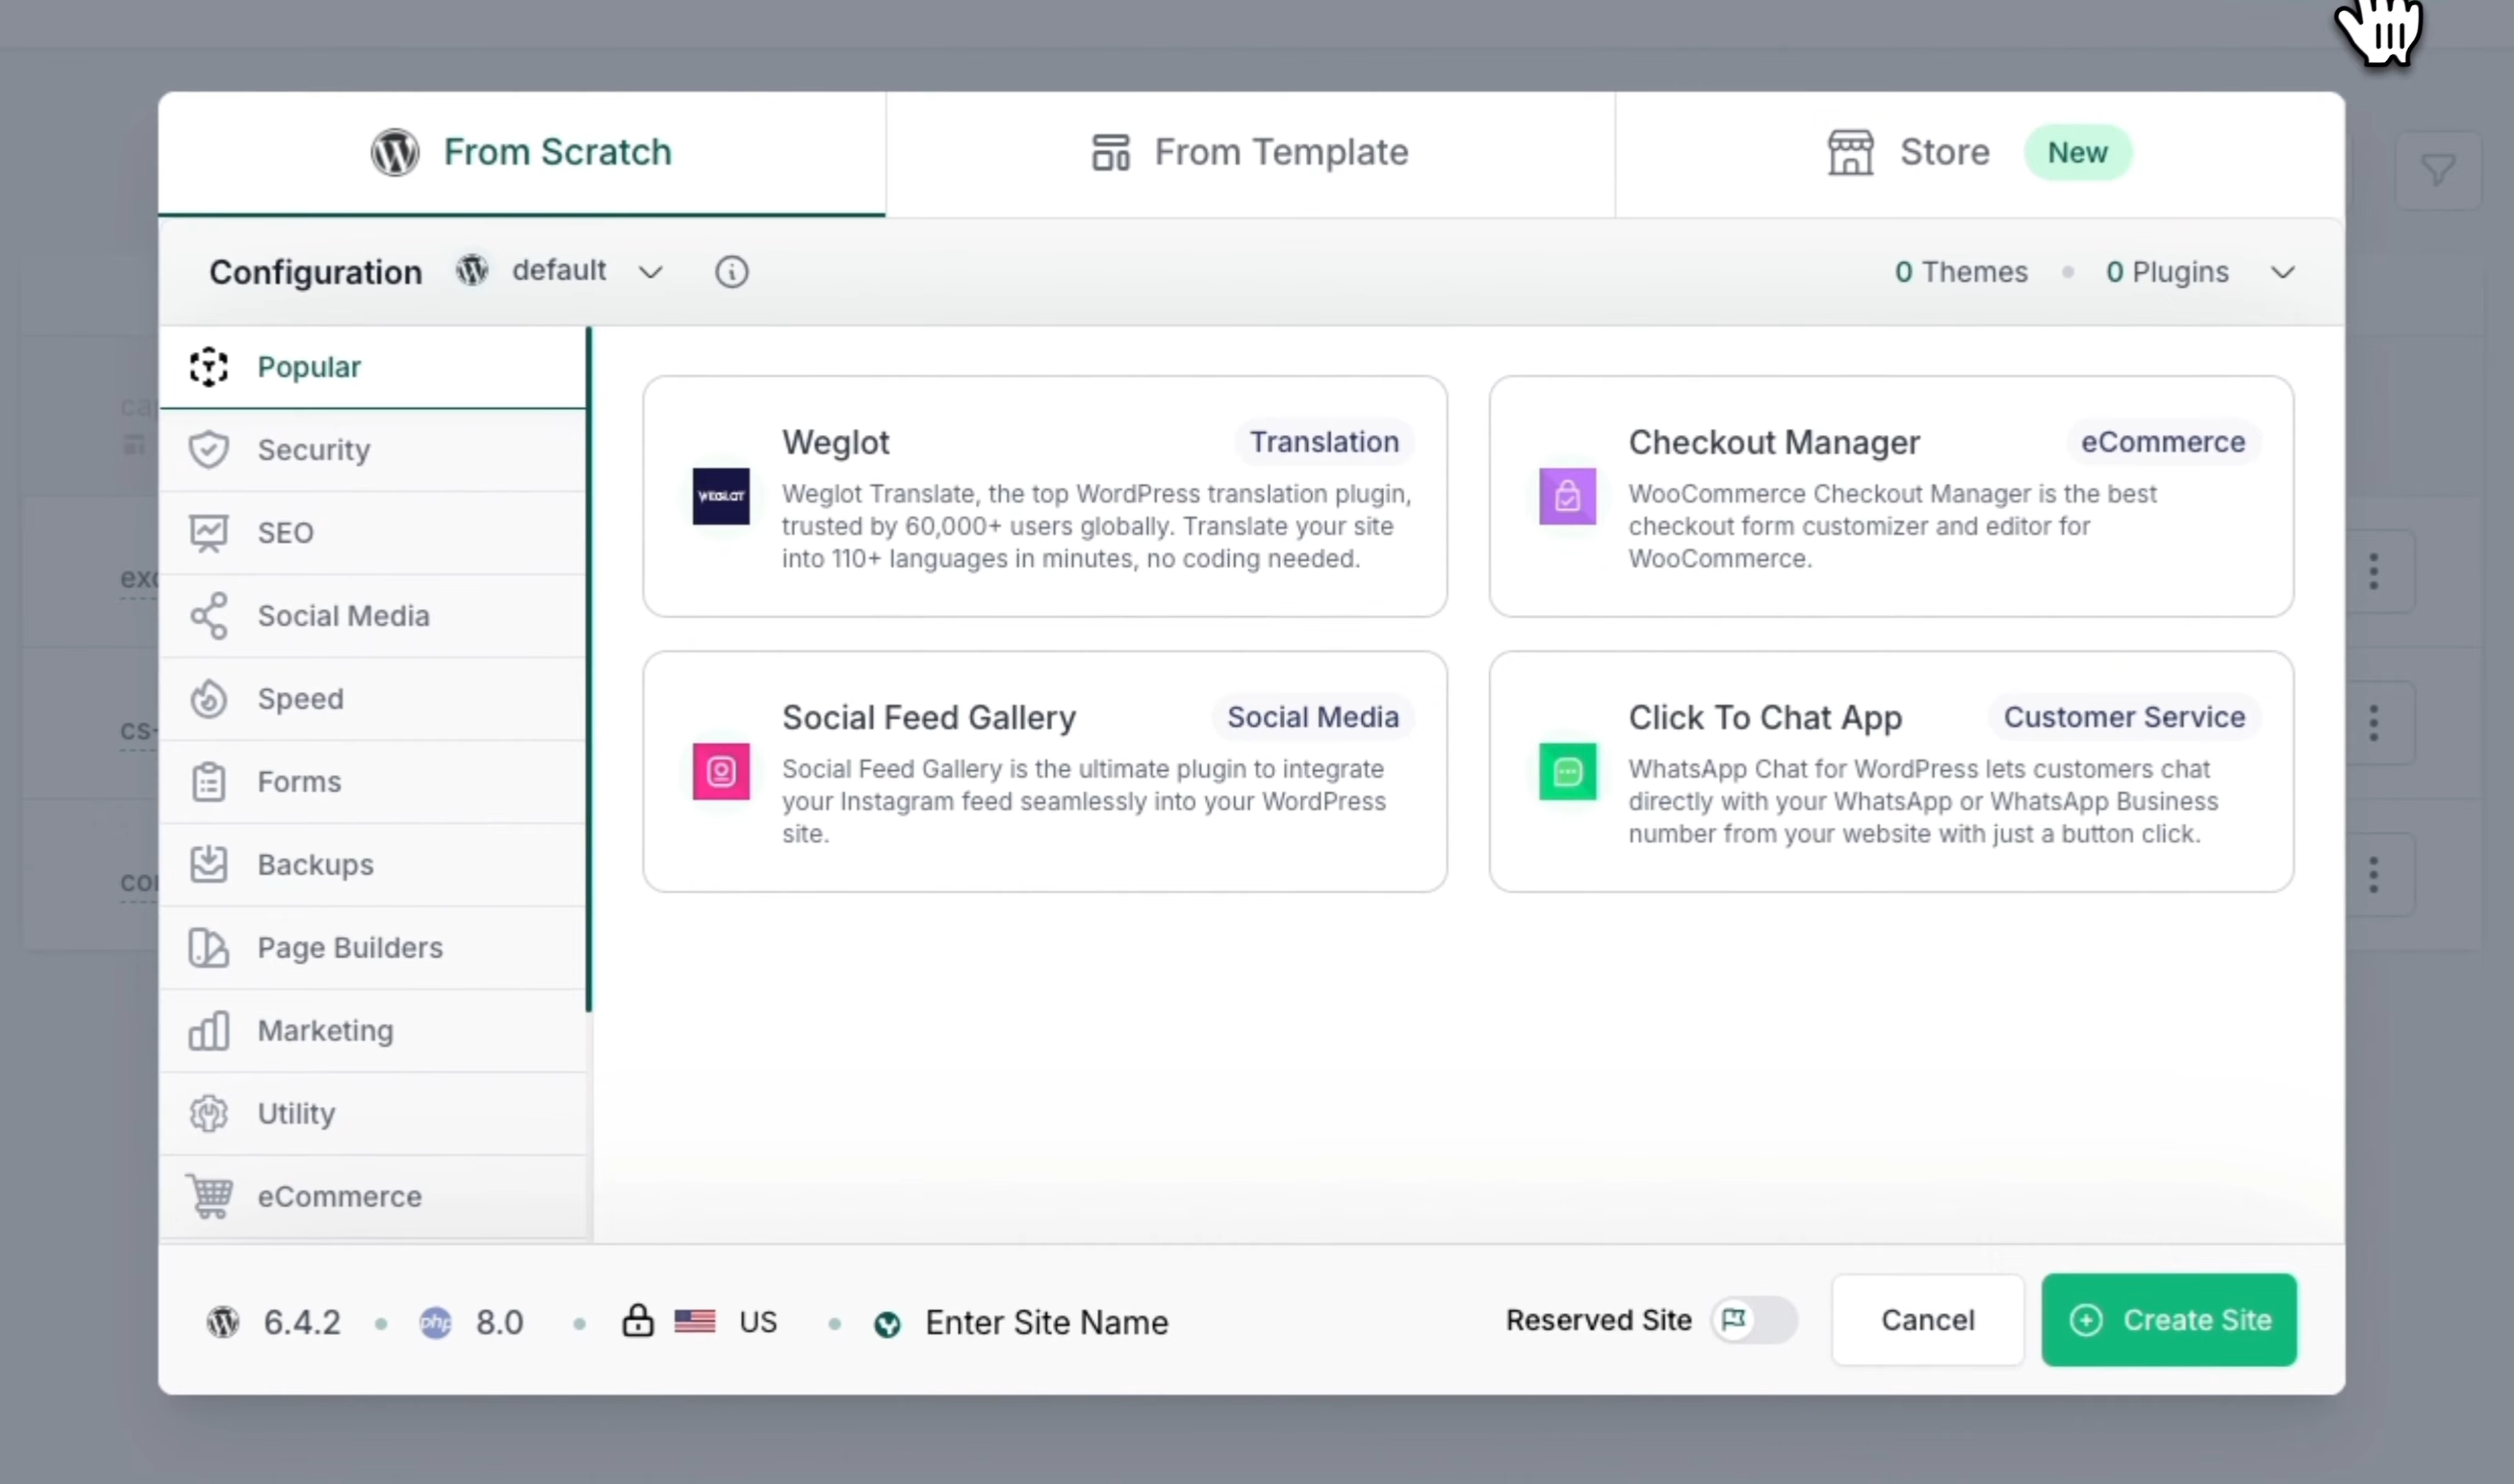 From Scratch
From Template
Store New
Configuration default
0 Themes • 0 Plugins
Popular
Security
SEO
Social Media
Speed
Forms
Backups
Page Builders
Marketing
Utility
eCommerce
Weglot Translation
WEGLOT
Weglot Translate, the top WordPress translation plugin,
trusted by 60,000+ users globally. Translate your site
into 110+ languages in minutes, no coding needed.
Checkout Manager eCommerce
WooCommerce Checkout Manager is the best
checkout form customizer and editor for
WooCommerce.
Social Feed Gallery Social Media
Social Feed Gallery is the ultimate plugin to integrate
your Instagram feed seamlessly into your WordPress
site.
Click To Chat App Customer Service
WhatsApp Chat for WordPress lets customers chat
directly with your WhatsApp or WhatsApp Business
number from your website with just a button click.
6.4.2 • php 8.0 • US • Enter Site Name
Reserved Site
Cancel
Create Site